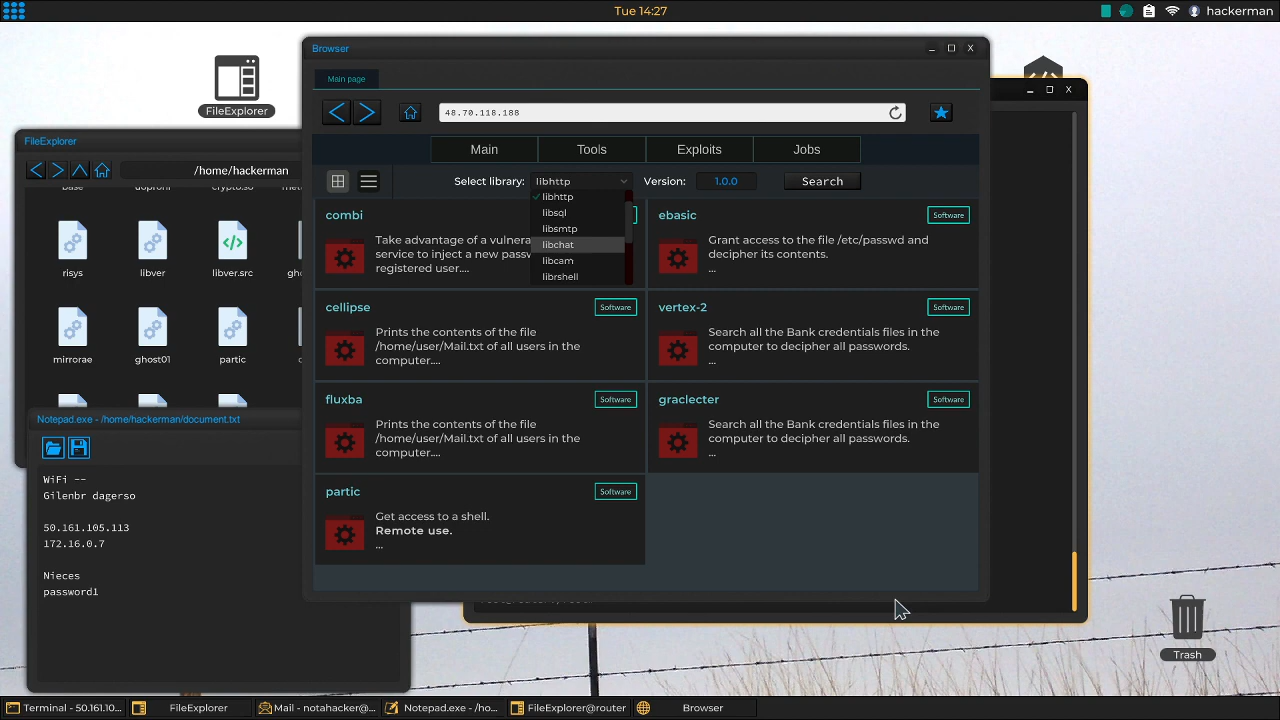 Tue 14:27
hackerman
FileExplorer
Browser
Main page
48.70.118.188
Main
Tools
Exploits
Jobs
Select library:
libhttp
Version:
1.0.0
Search
libhttp
libsql
libsmtp
libchat
libcam
librshell
combi
Take advantage of a vulnera
service to inject a new passw
registered user....
ebasic
Software
Grant access to the file /etc/passwd and
decipher its contents.
...
cellipse
Software
Prints the contents of the file
/home/user/Mail.txt of all users in the
computer....
vertex-2
Software
Search all the Bank credentials files in the
computer to decipher all passwords.
...
fluxba
Software
Prints the contents of the file
/home/user/Mail.txt of all users in the
computer....
graclecter
Software
Search all the Bank credentials files in the
computer to decipher all passwords.
...
partic
Software
Get access to a shell.
Remote use.
...
FileExplorer
/home/hackerman
risys
libver
libver.src
mirrorae
ghost01
partic
Notepad.exe - /home/hackerman/document.txt
WiFi --
Gilenbr dagerso
50.161.105.113
172.16.0.7
Nieces
password1
Trash
Terminal - 50.161.10...
FileExplorer
Mail - notahacker@...
Notepad.exe - /ho...
FileExplorer@router
Browser